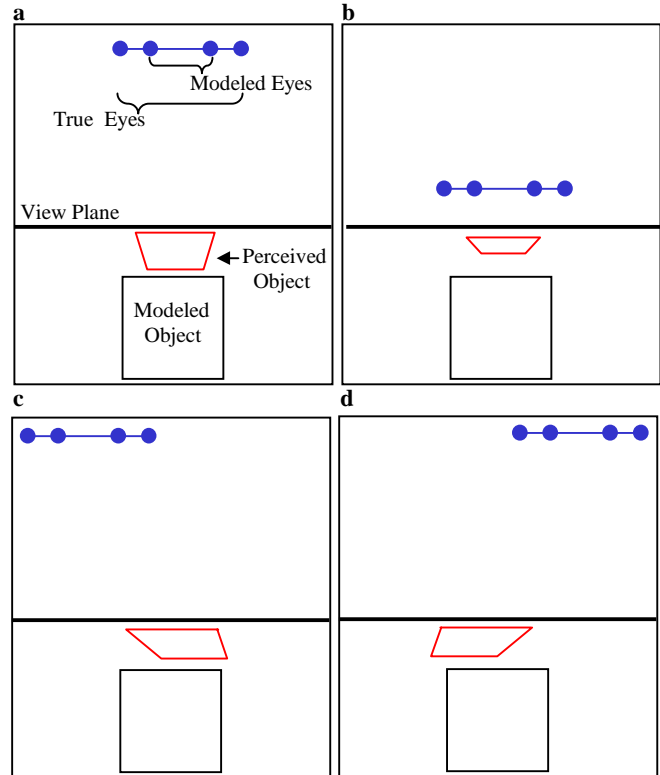 a
b
Modeled Eyes
True Eyes
View Plane
Perceived
Object
Modeled
Object
c
d